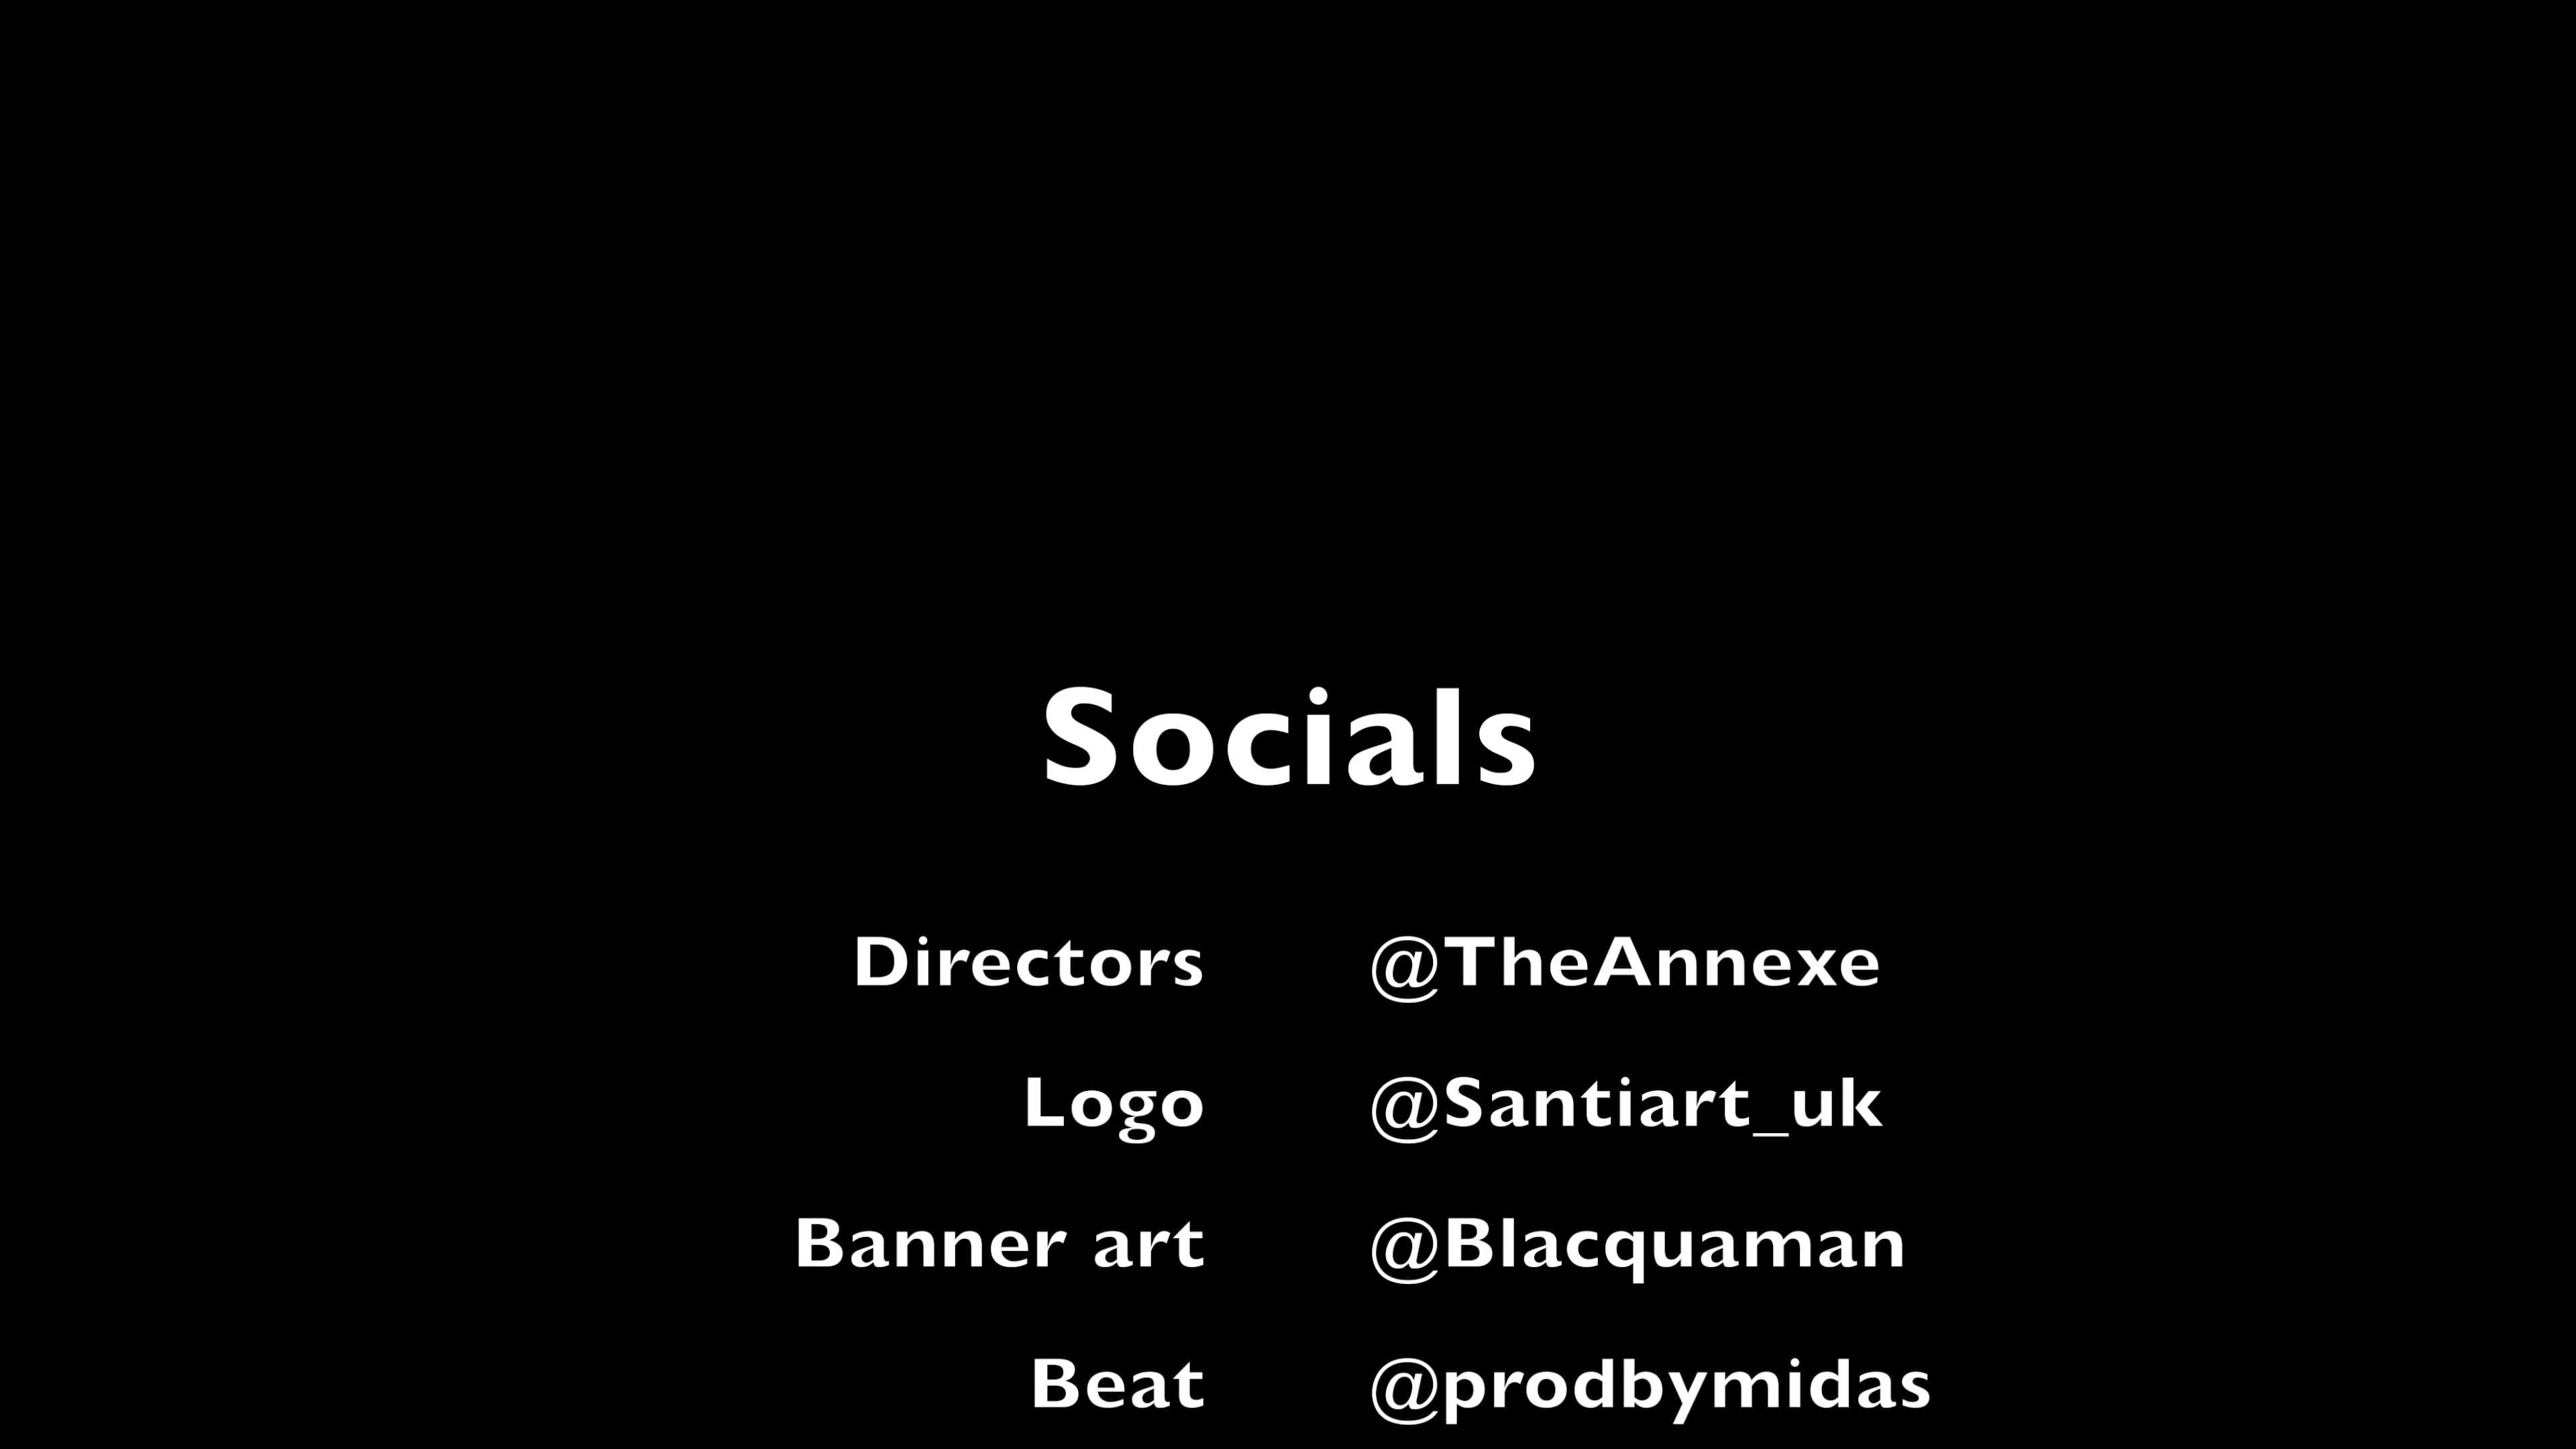 Socials
Directors @TheAnnexe
Logo @Santiart_uk
Banner art @Blacquaman
Beat @prodbymidas